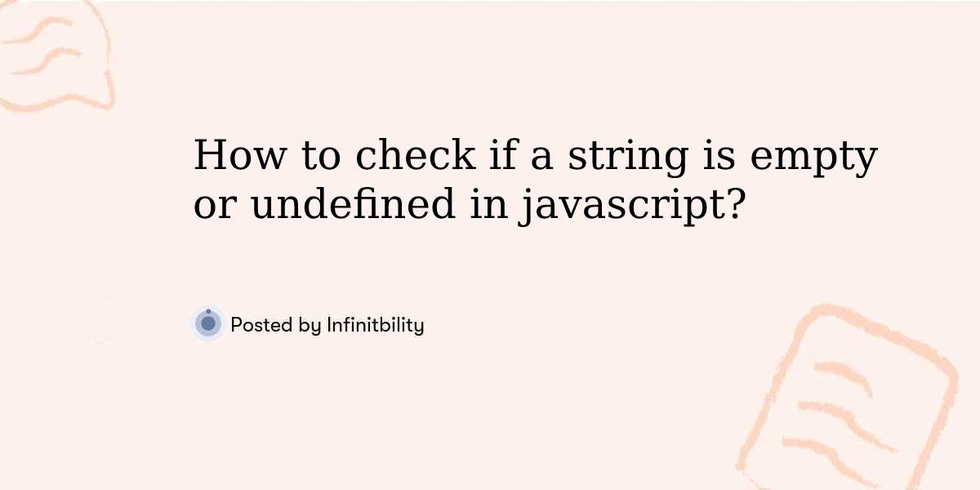 How to check if a string is empty
or undefined in javascript?
Posted by Infinitbility